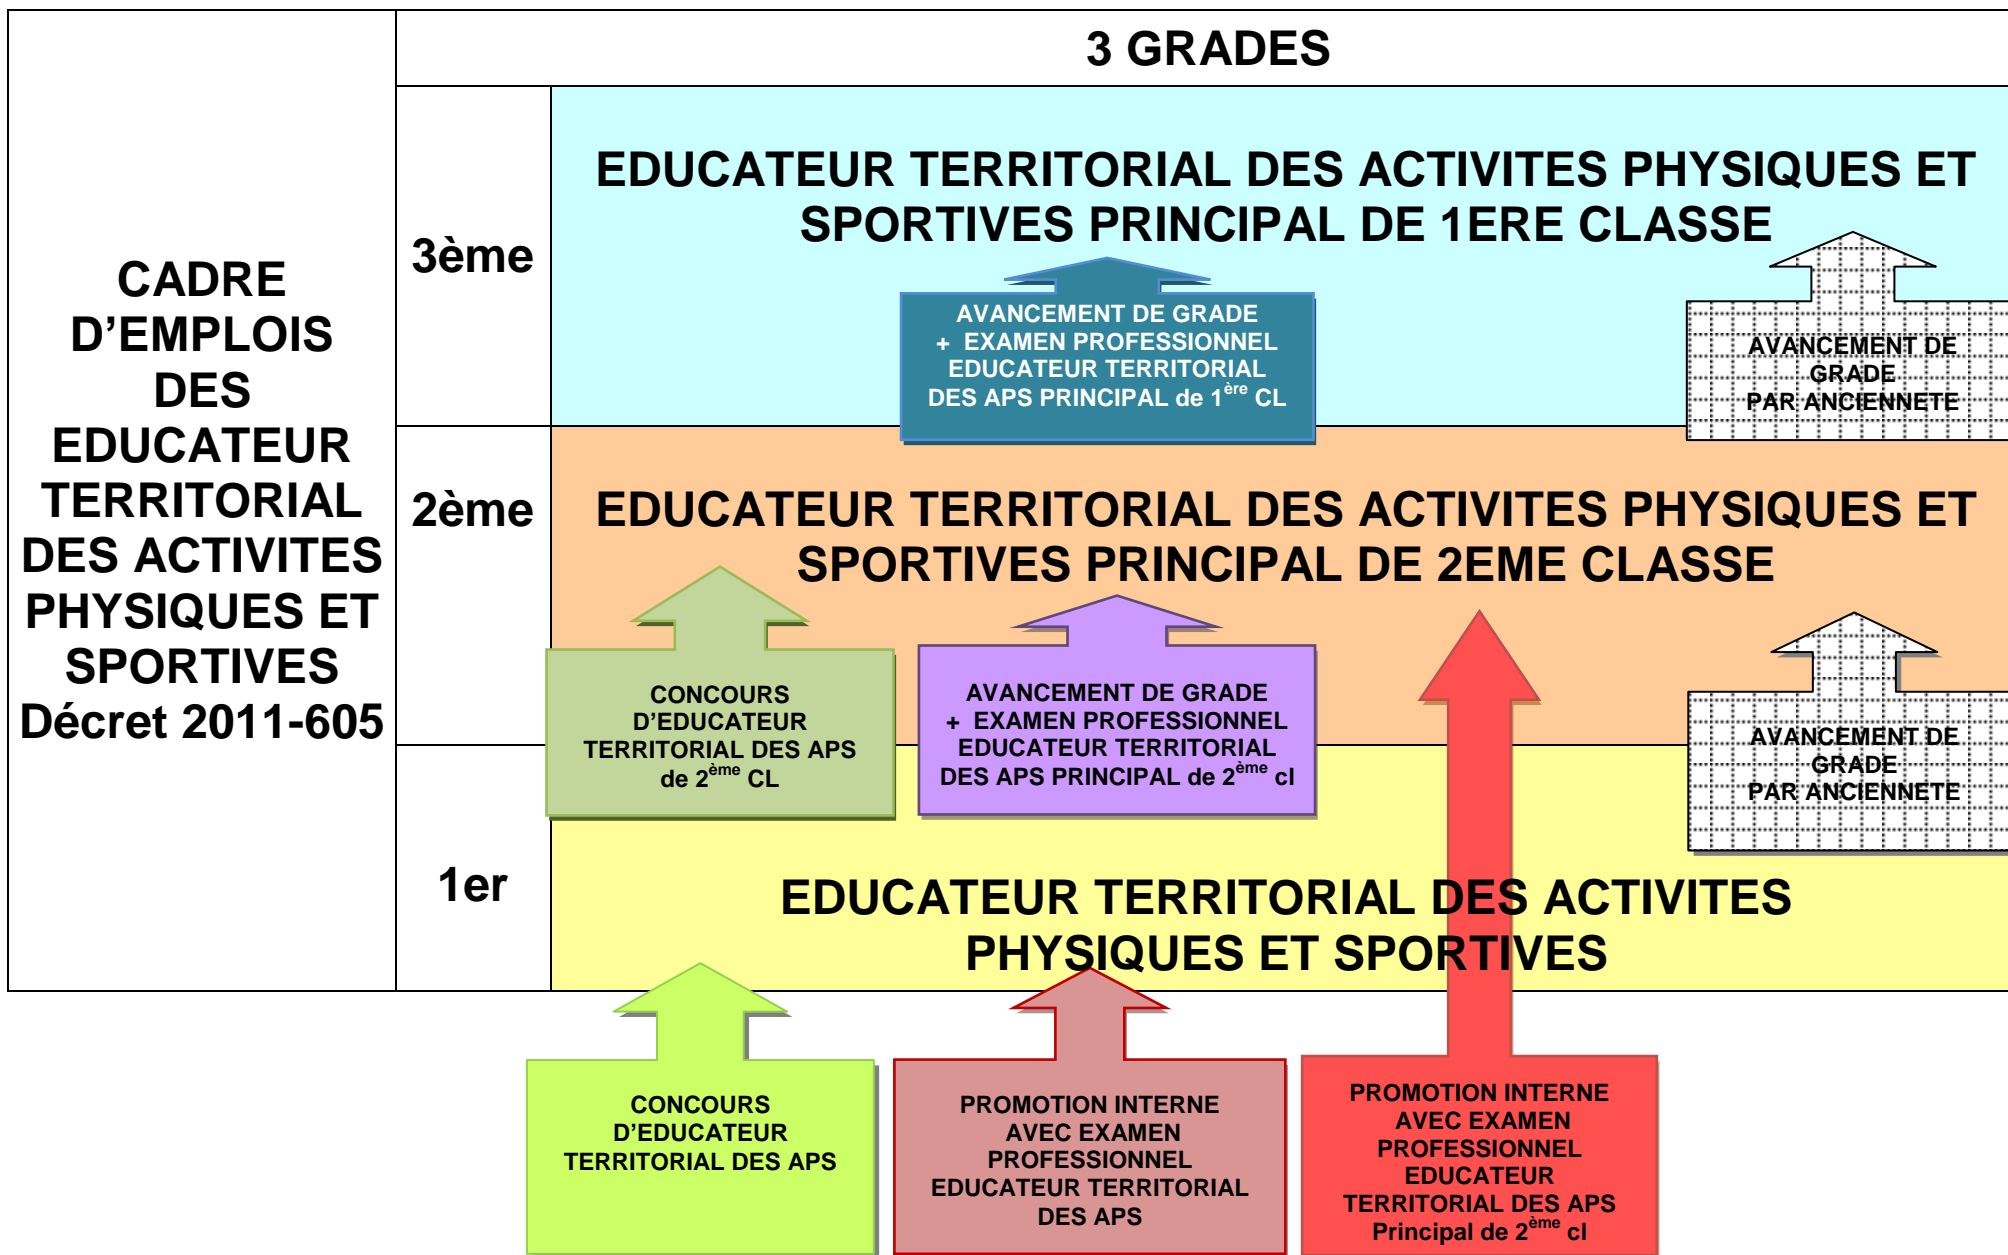 CADRE
D’EMPLOIS
DES
EDUCATEUR
TERRITORIAL
DES ACTIVITES
PHYSIQUES ET
SPORTIVES
Décret 2011-605
3 GRADES
3ème
EDUCATEUR TERRITORIAL DES ACTIVITES PHYSIQUES ET
SPORTIVES PRINCIPAL DE 1ERE CLASSE
AVANCEMENT DE GRADE
+ EXAMEN PROFESSIONNEL
EDUCATEUR TERRITORIAL
DES APS PRINCIPAL de 1ère CL
AVANCEMENT DE
GRADE
PAR ANCIENNETE
2ème
EDUCATEUR TERRITORIAL DES ACTIVITES PHYSIQUES ET
SPORTIVES PRINCIPAL DE 2EME CLASSE
CONCOURS
D’EDUCATEUR
TERRITORIAL DES APS
de 2ème CL
AVANCEMENT DE GRADE
+ EXAMEN PROFESSIONNEL
EDUCATEUR TERRITORIAL
DES APS PRINCIPAL de 2ème cl
AVANCEMENT DE
GRADE
PAR ANCIENNETE
1er
EDUCATEUR TERRITORIAL DES ACTIVITES
PHYSIQUES ET SPORTIVES
CONCOURS
D’EDUCATEUR
TERRITORIAL DES APS
PROMOTION INTERNE
AVEC EXAMEN
PROFESSIONNEL
EDUCATEUR TERRITORIAL
DES APS
PROMOTION INTERNE
AVEC EXAMEN
PROFESSIONNEL
EDUCATEUR
TERRITORIAL DES APS
Principal de 2ème cl